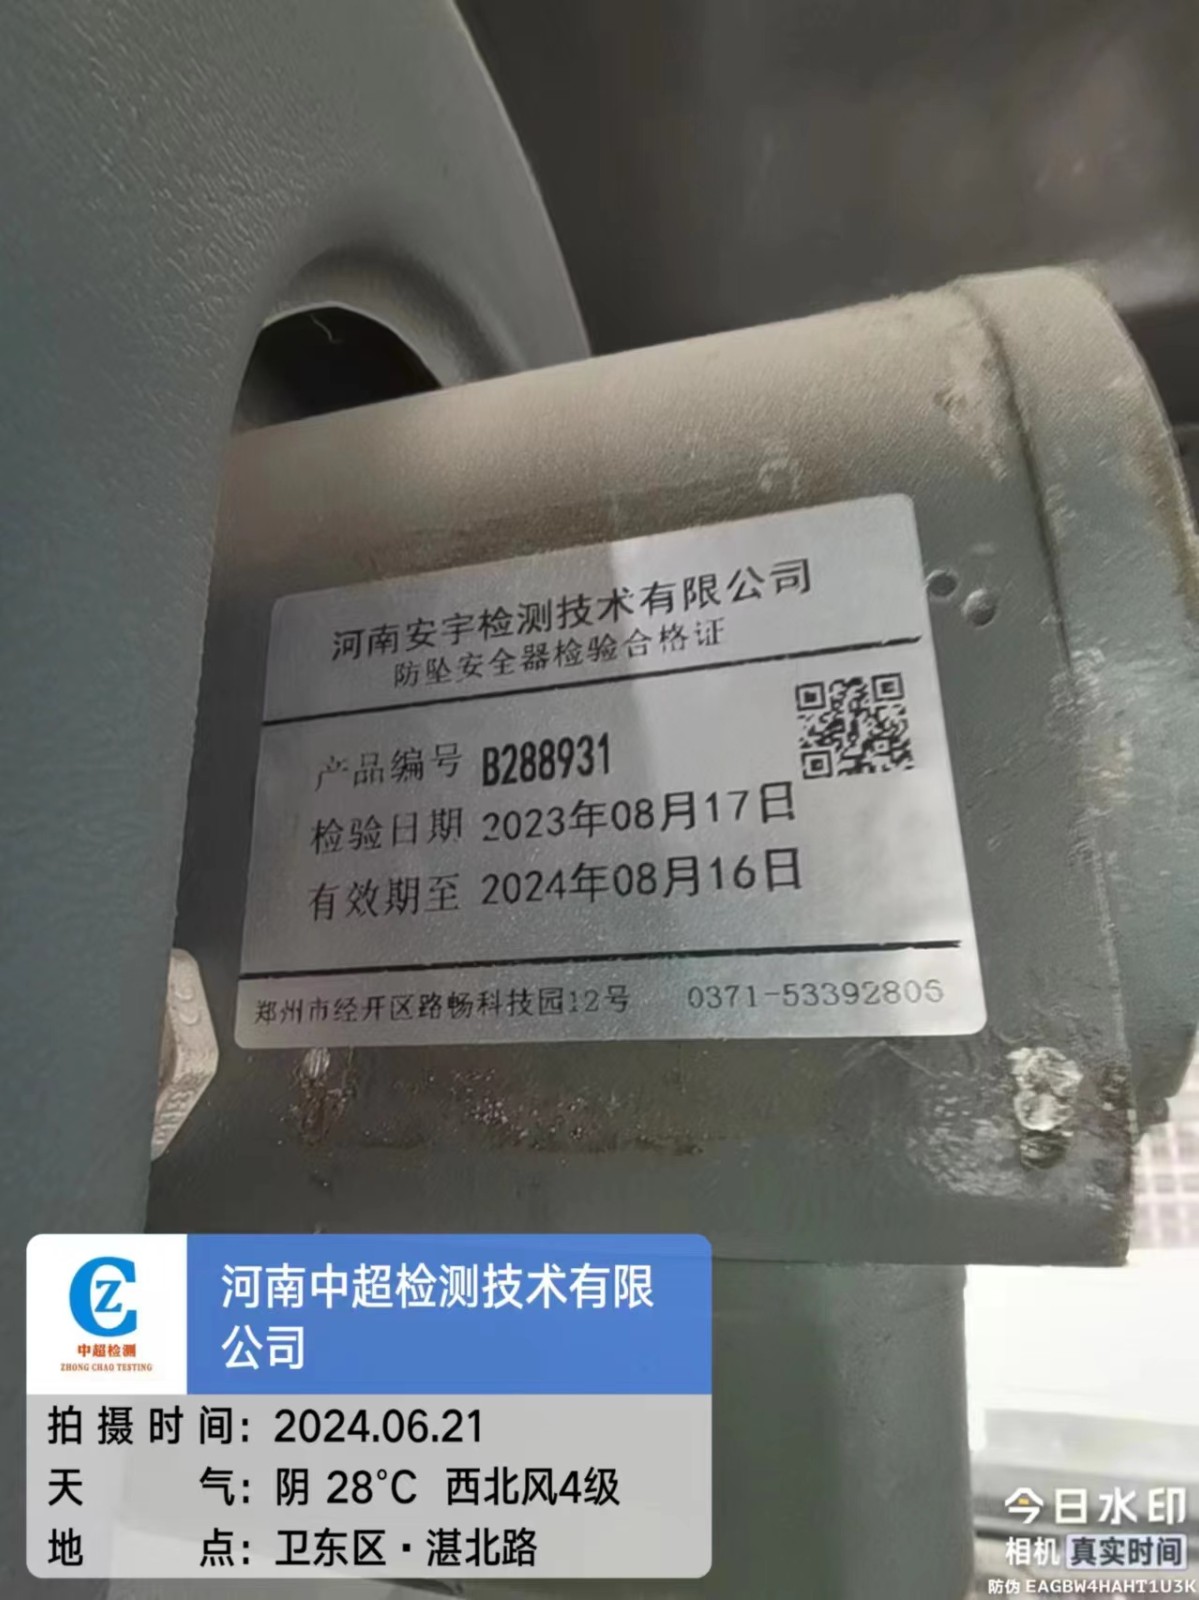 河南安宇检测技术有限公司
防坠安全器检验合格证
产品编号 B288931
检验日期 2023年08月17日
有效期至 2024年08月16日
郑州市经开区路畅科技园12号 0371-53392806
CZ
中超检测
ZHONG CHAO TESTING
河南中超检测技术有限
公司
拍摄时间: 2024.06.21
天气: 阴 28℃ 西北风4级
地点: 卫东区·湛北路
今日水印
相机 真实时间
防伪 EAGBW4HAHT1U3K